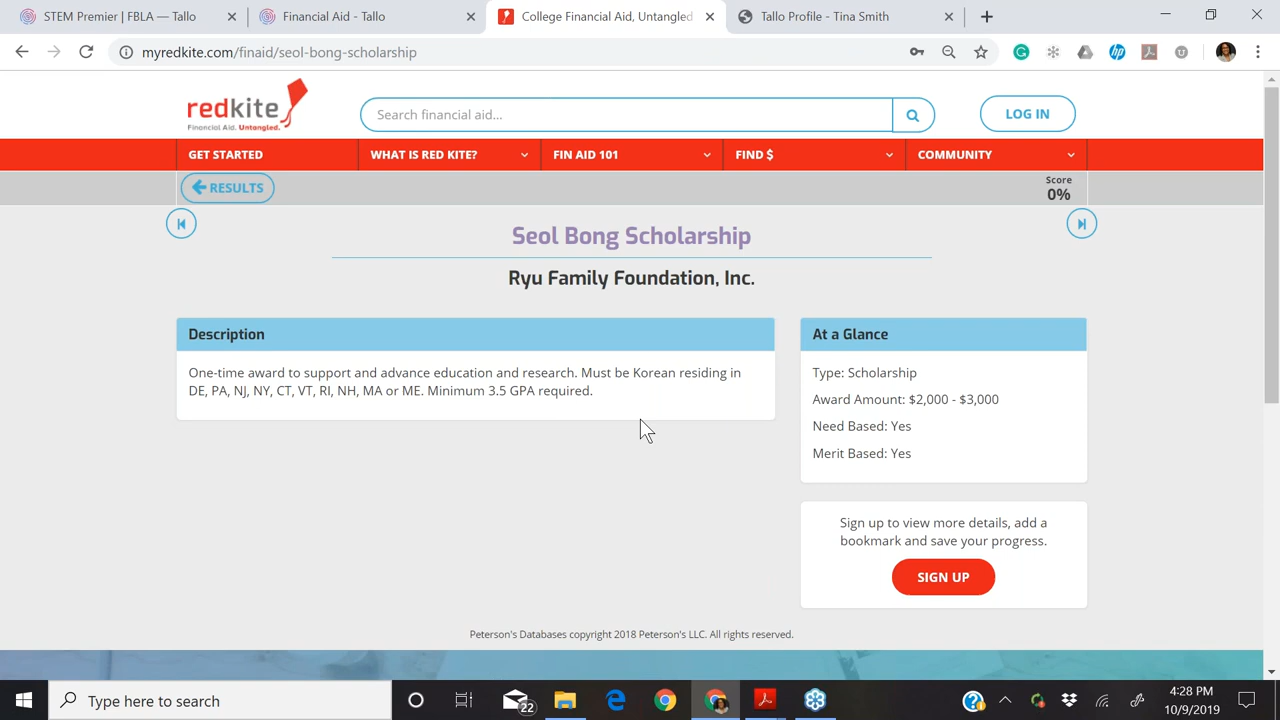 STEM Premier | FBLA — Tallo
Financial Aid - Tallo
College Financial Aid, Untangled
Tallo Profile - Tina Smith
myredkite.com/finaid/seol-bong-scholarship
redkite
Financial Aid. Untangled.
Search financial aid...
LOG IN
GET STARTED
WHAT IS RED KITE?
FIN AID 101
FIND $
COMMUNITY
RESULTS
Score
0%
Seol Bong Scholarship
Ryu Family Foundation, Inc.
Description
One-time award to support and advance education and research. Must be Korean residing in
DE, PA, NJ, NY, CT, VT, RI, NH, MA or ME. Minimum 3.5 GPA required.
At a Glance
Type: Scholarship
Award Amount: $2,000 - $3,000
Need Based: Yes
Merit Based: Yes
Sign up to view more details, add a
bookmark and save your progress.
SIGN UP
Peterson's Databases copyright 2018 Peterson's LLC. All rights reserved.
Type here to search
22
4:28 PM
10/9/2019